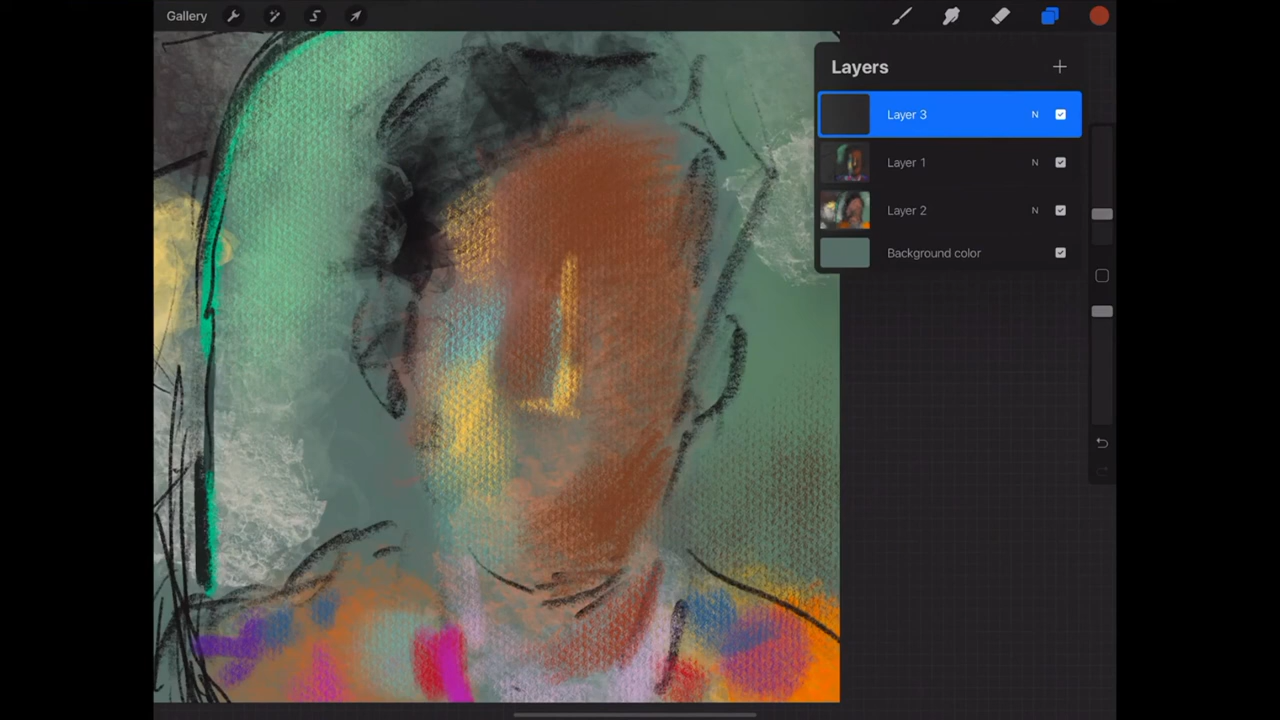 Gallery
Layers
Layer 3 N
Layer 1 N
Layer 2 N
Background color